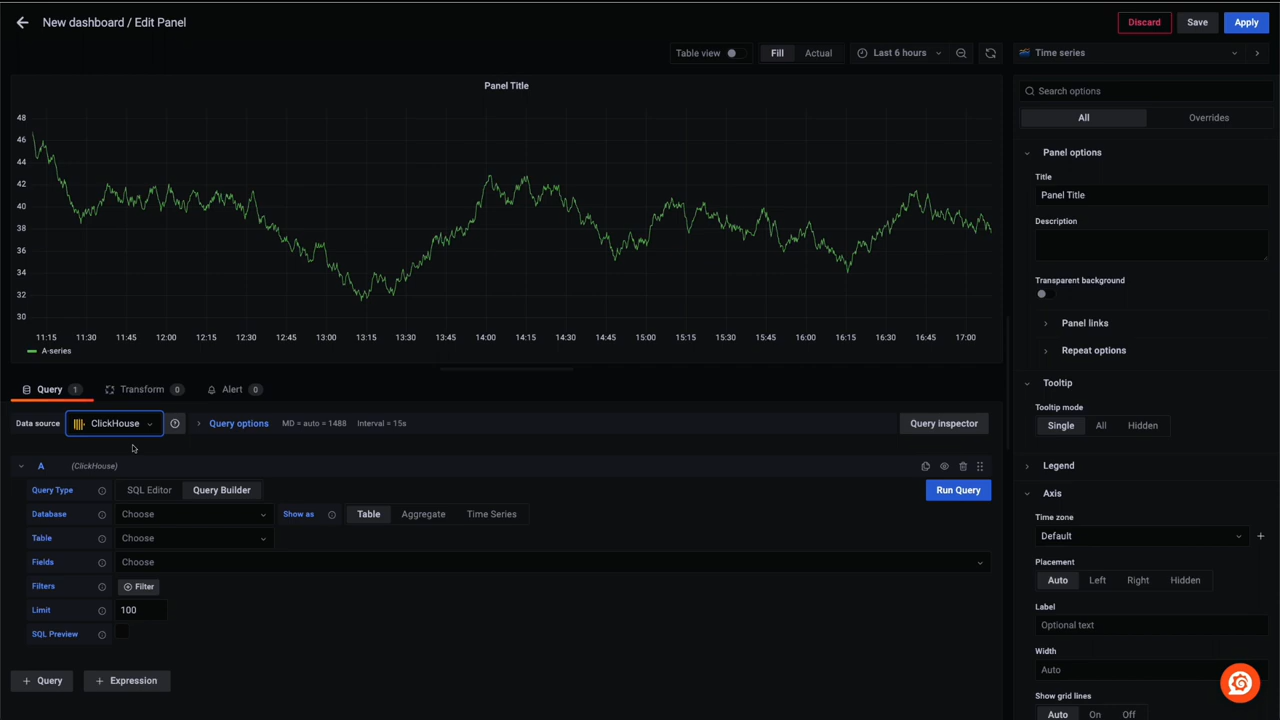 New dashboard / Edit Panel
Discard
Save
Apply
Table view
Fill
Actual
Last 6 hours
Time series
Panel Title
48
46
44
42
40
38
36
34
32
30
11:15 11:30 11:45 12:00 12:15 12:30 12:45 13:00 13:15 13:30 13:45 14:00 14:15 14:30 14:45 15:00 15:15 15:30 15:45 16:00 16:15 16:30 16:45 17:00
A-series
Query 1
Transform 0
Alert 0
Data source
ClickHouse
Query options
MD = auto = 1488
Interval = 15s
Query inspector
A
(ClickHouse)
Query Type
SQL Editor
Query Builder
Run Query
Database
Choose
Show as
Table
Aggregate
Time Series
Table
Choose
Fields
Choose
Filters
Filter
Limit
100
SQL Preview
+ Query
+ Expression
Search options
All
Overrides
Panel options
Title
Panel Title
Description
Transparent background
Panel links
Repeat options
Tooltip
Tooltip mode
Single
All
Hidden
Legend
Axis
Time zone
Default
Placement
Auto
Left
Right
Hidden
Label
Optional text
Width
Auto
Show grid lines
Auto
On
Off